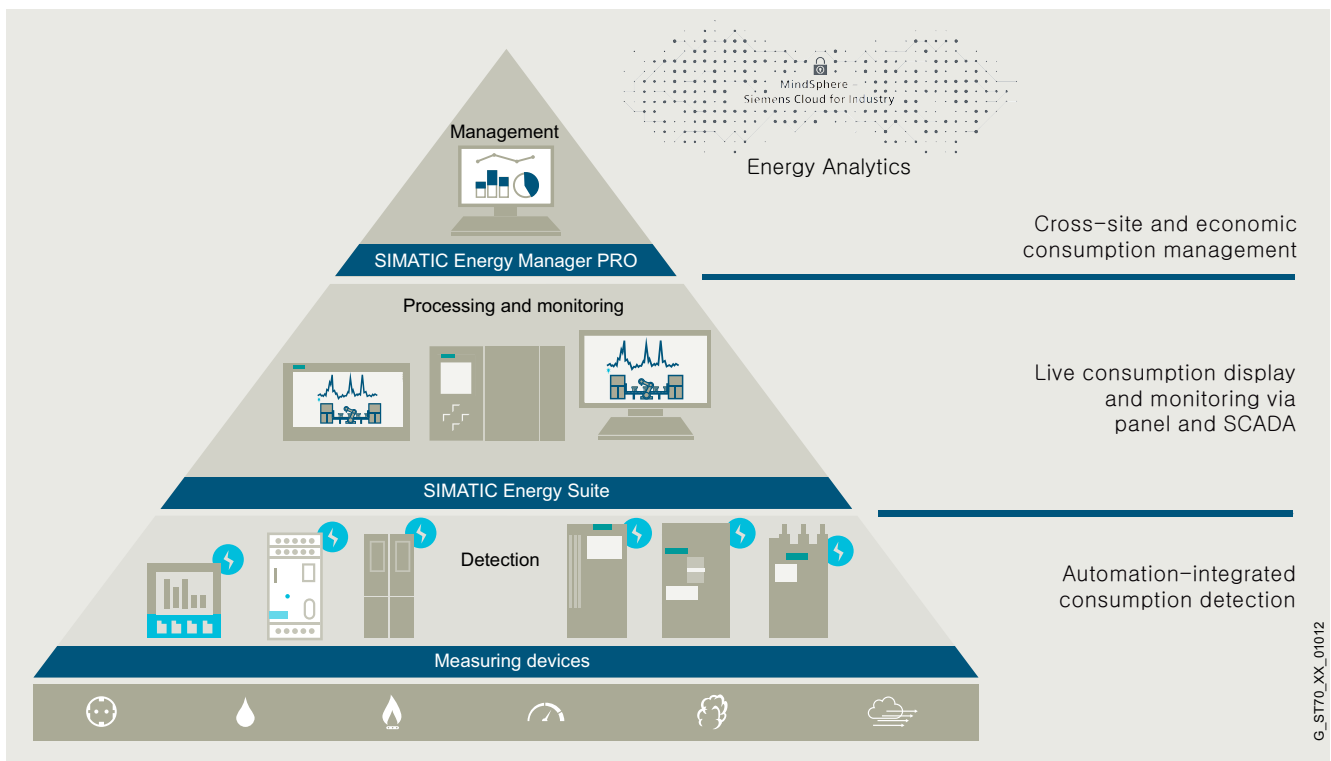 MindSphere –
Siemens Cloud for Industry
Energy Analytics
Management
SIMATIC Energy Manager PRO
Cross-site and economic
consumption management
Processing and monitoring
Live consumption display
and monitoring via
panel and SCADA
SIMATIC Energy Suite
Detection
Automation-integrated
consumption detection
Measuring devices
G_ST70_XX_01012